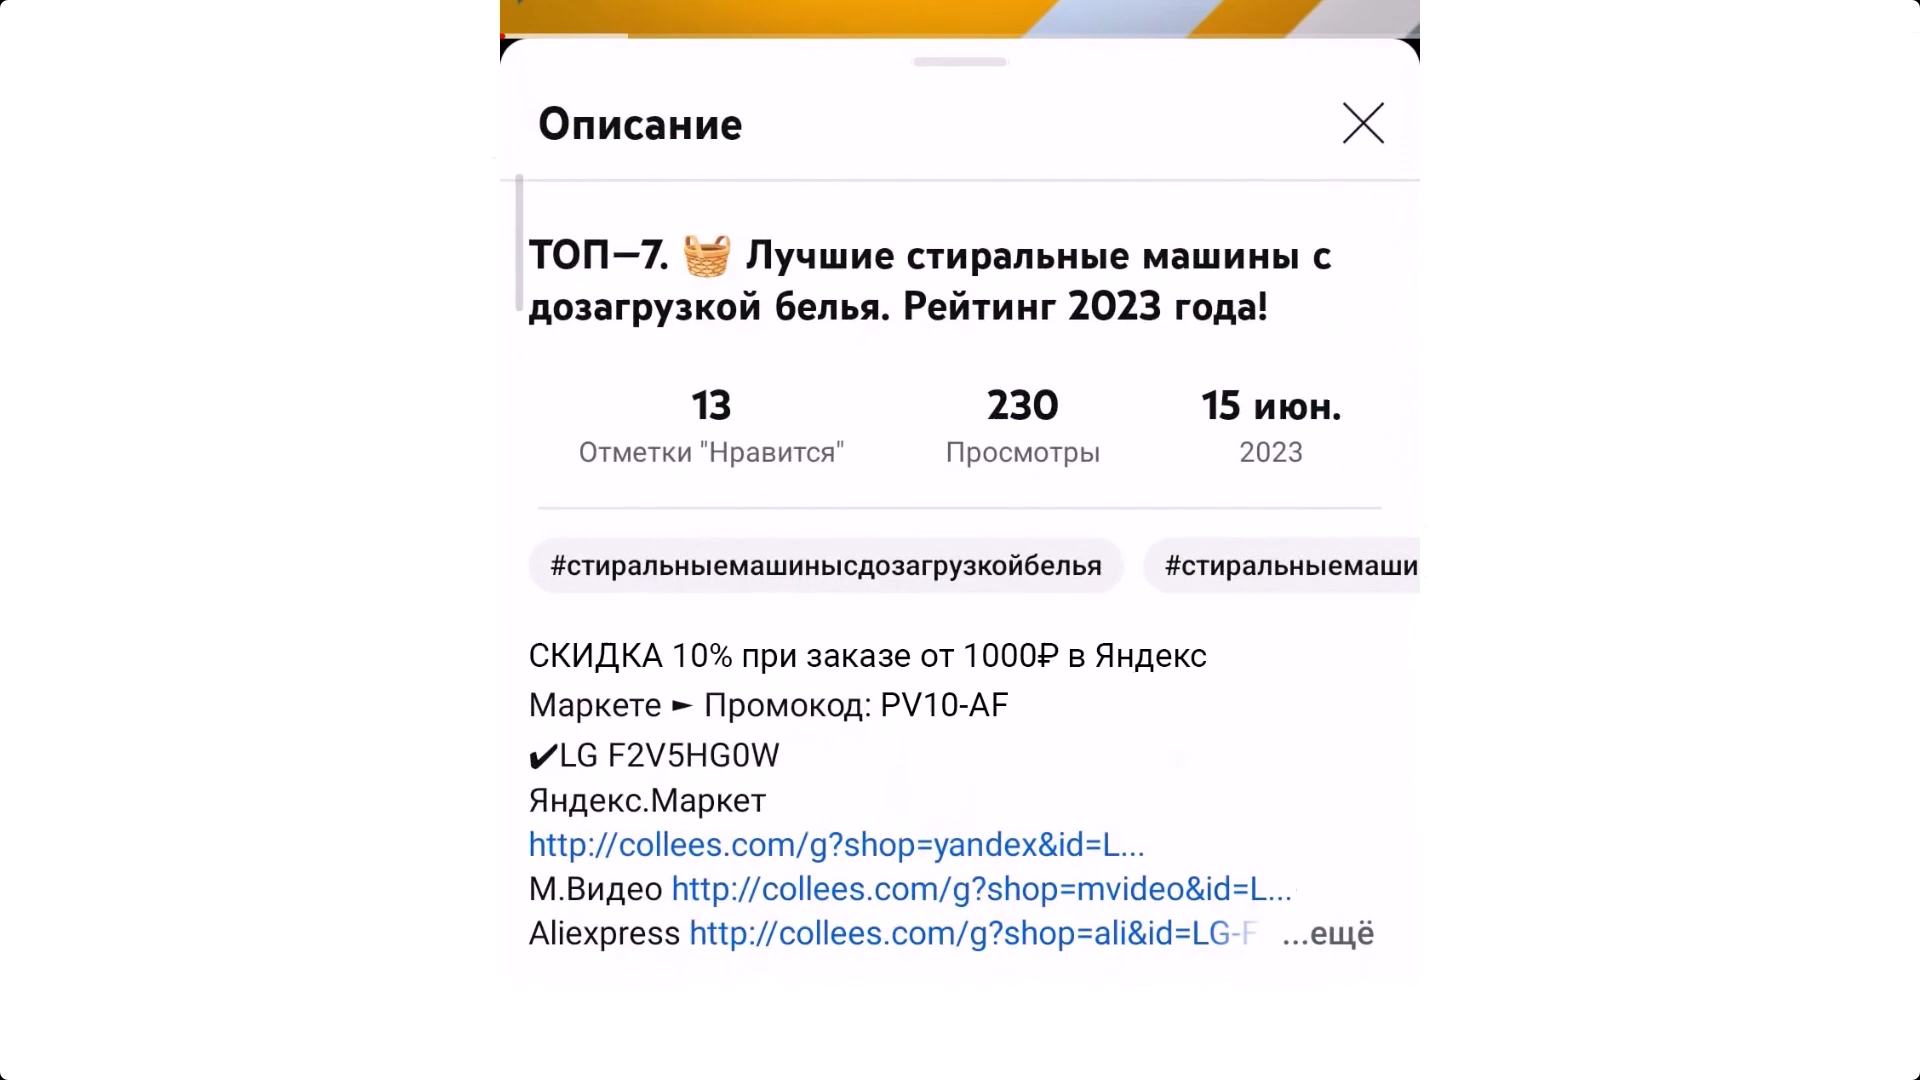 Описание
ТОП–7. 🧺 Лучшие стиральные машины с
дозагрузкой белья. Рейтинг 2023 года!
13 230 15 июн.
Отметки "Нравится" Просмотры 2023
#стиральныемашинысдозагрузкойбелья #стиральныемаши
СКИДКА 10% при заказе от 1000₽ в Яндекс
Маркете ► Промокод: PV10-AF
✔LG F2V5HG0W
Яндекс.Маркет
http://collees.com/g?shop=yandex&id=L...
М.Видео http://collees.com/g?shop=mvideo&id=L...
Aliexpress http://collees.com/g?shop=ali&id=LG-F ...ещё